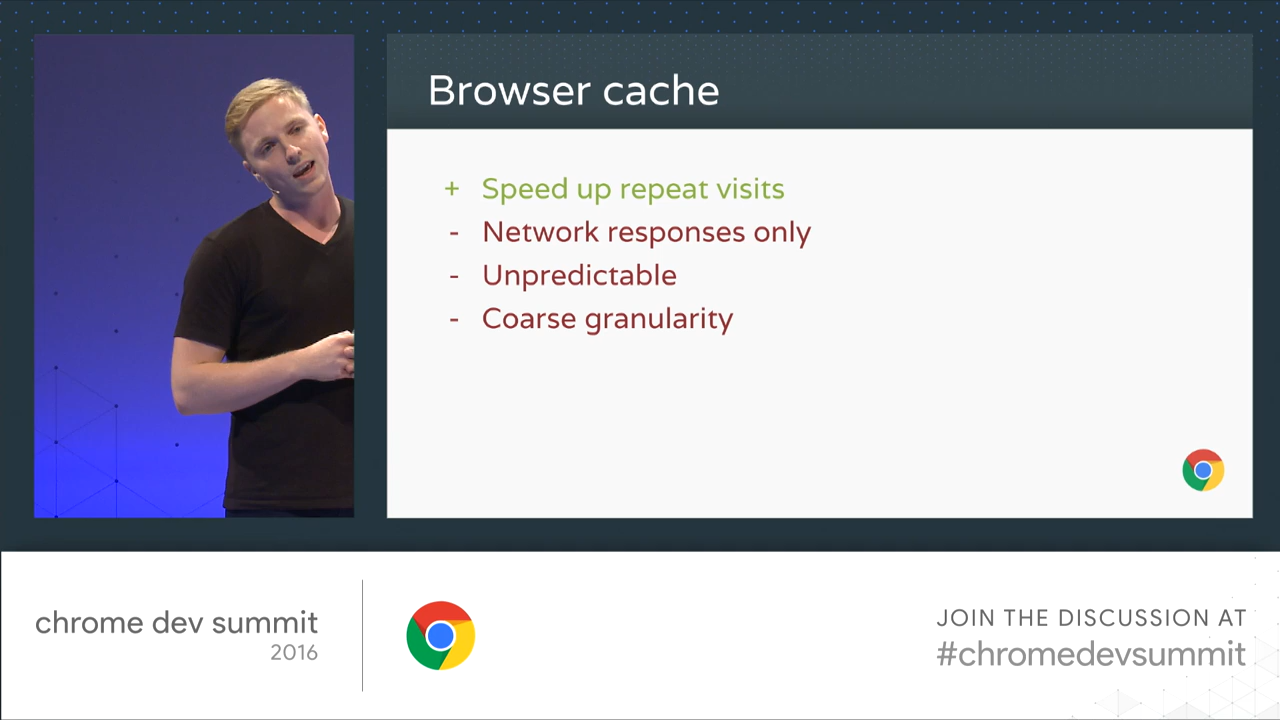 Browser cache
+ Speed up repeat visits
- Network responses only
- Unpredictable
- Coarse granularity
chrome dev summit
2016
JOIN THE DISCUSSION AT
#chromedevsummit